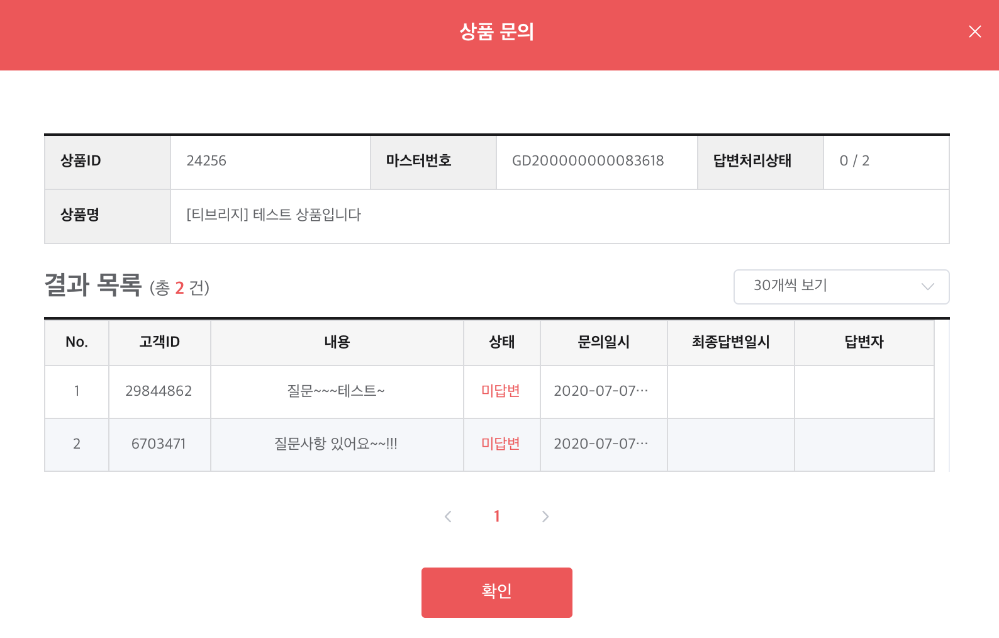 상품 문의
상품ID 24256 마스터번호 GD200000000083618 답변처리상태 0 / 2
상품명 [티브리지] 테스트 상품입니다
결과 목록 (총 2 건) 30개씩 보기
No. 고객ID 내용 상태 문의일시 최종답변일시 답변자
1 29844862 질문~~~테스트~ 미답변 2020-07-07…
2 6703471 질문사항 있어요~~!!! 미답변 2020-07-07…
1
확인